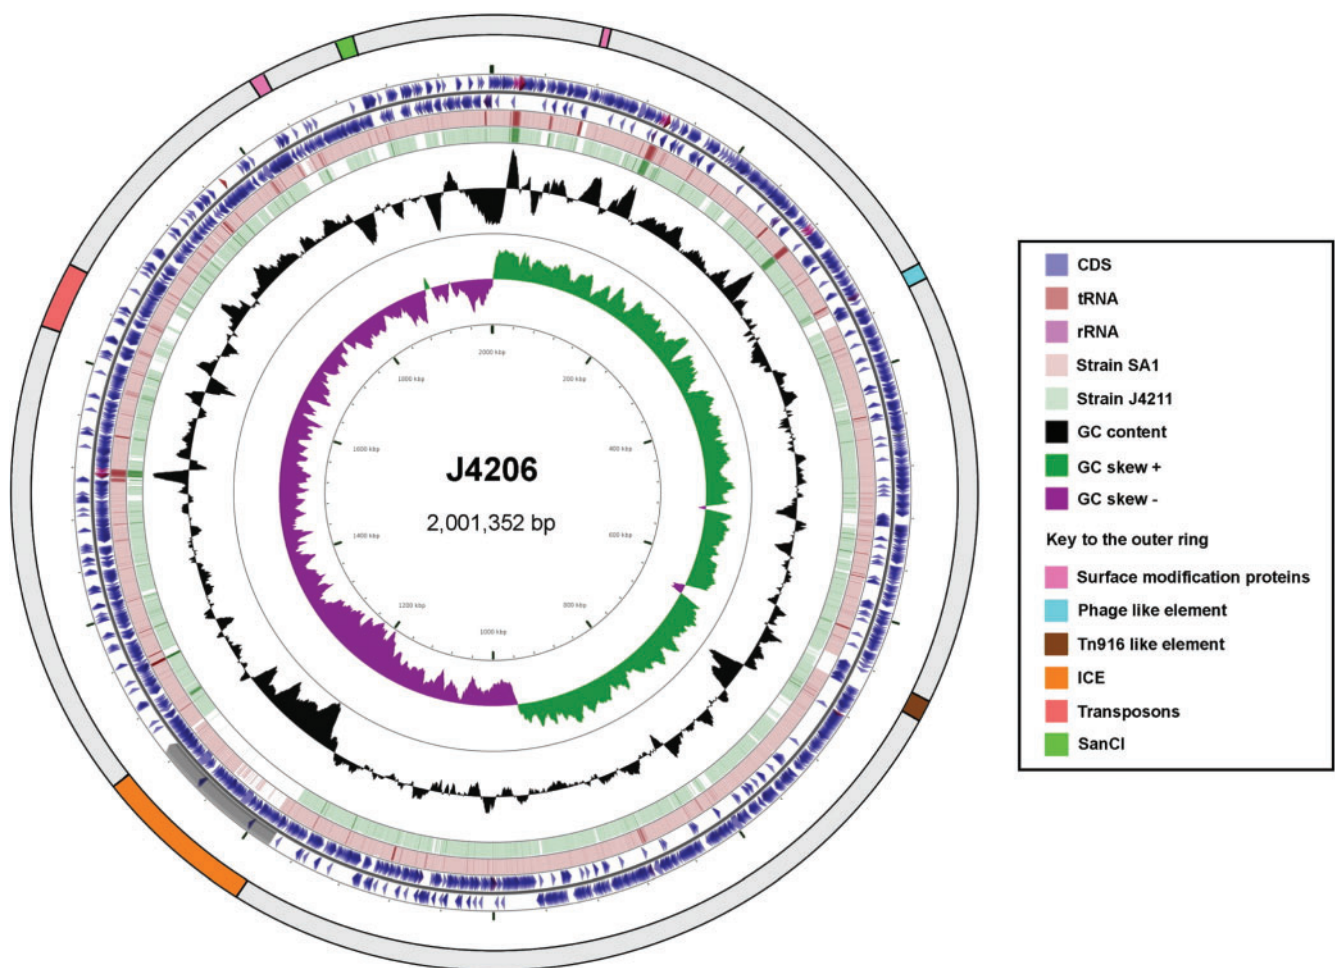 2000 kbp
200 kbp
400 kbp
600 kbp
800 kbp
1000 kbp
1200 kbp
1400 kbp
1600 kbp
1800 kbp
J4206
2,001,352 bp
CDS
tRNA
rRNA
Strain SA1
Strain J4211
GC content
GC skew +
GC skew -
Key to the outer ring
Surface modification proteins
Phage like element
Tn916 like element
ICE
Transposons
SanCI